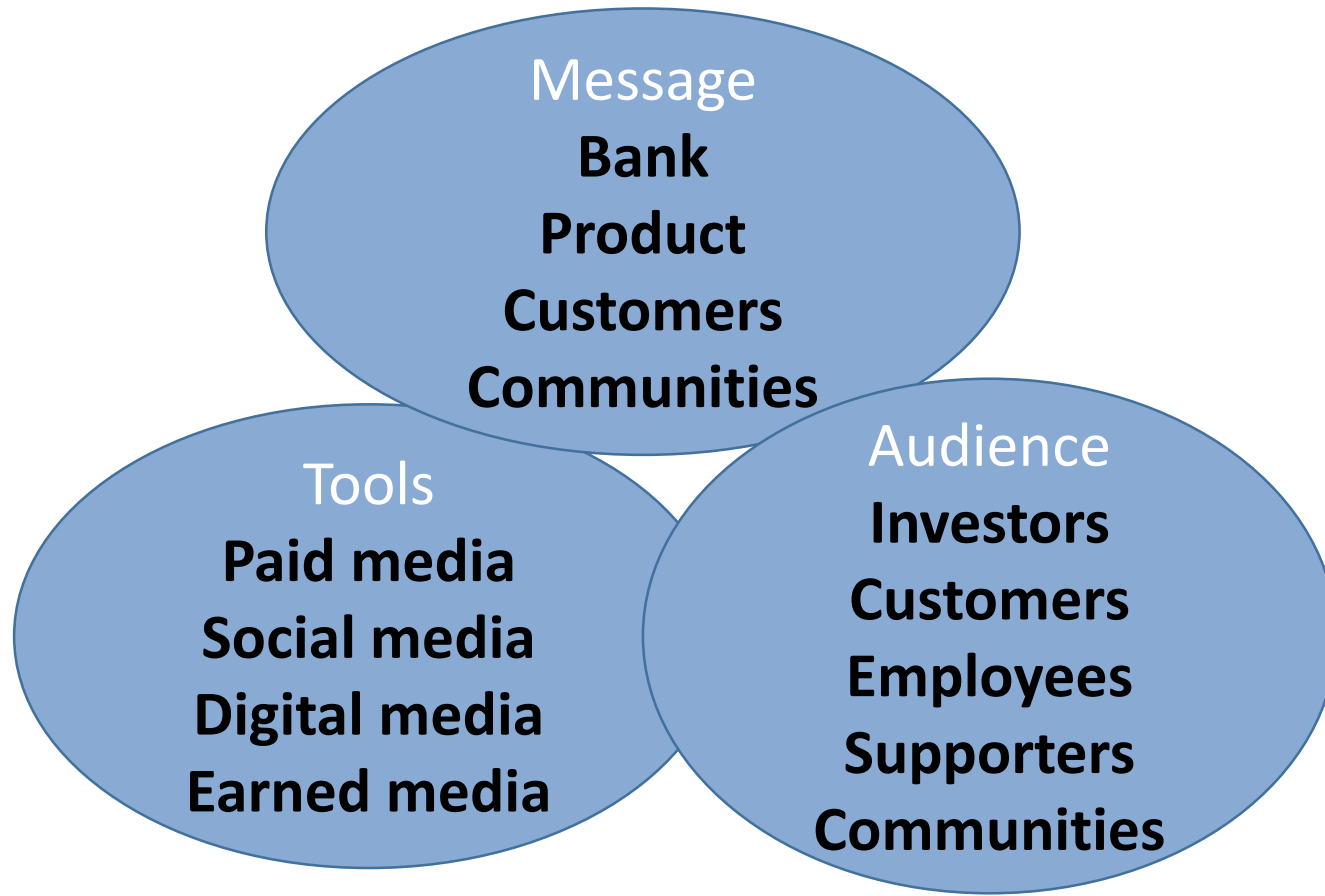 Message
Bank
Product
Customers
Communities
Tools
Paid media
Social media
Digital media
Earned media
Audience
Investors
Customers
Employees
Supporters
Communities